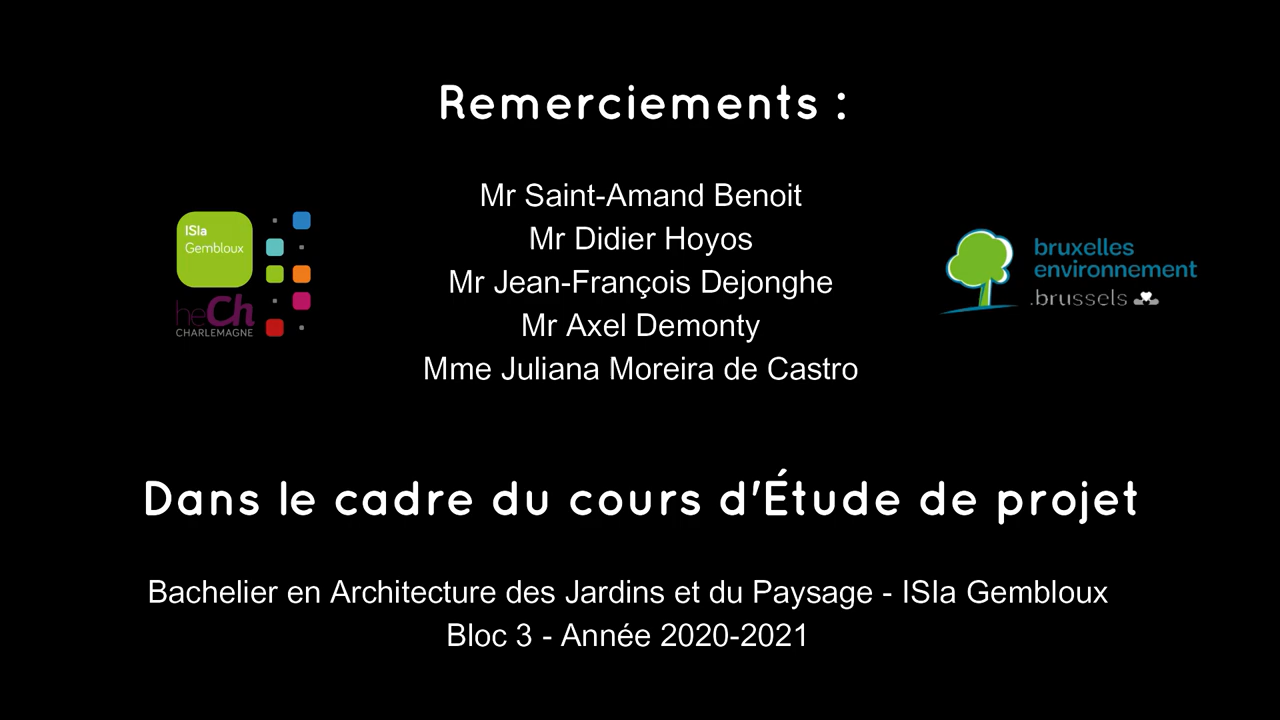 Remerciements :
Mr Saint-Amand Benoit
Mr Didier Hoyos
Mr Jean-François Dejonghe
Mr Axel Demonty
Mme Juliana Moreira de Castro
ISIa
Gembloux
heCh
CHARLEMAGNE
bruxelles
environnement
.brussels
Dans le cadre du cours d'Étude de projet
Bachelier en Architecture des Jardins et du Paysage - ISIa Gembloux
Bloc 3 - Année 2020-2021